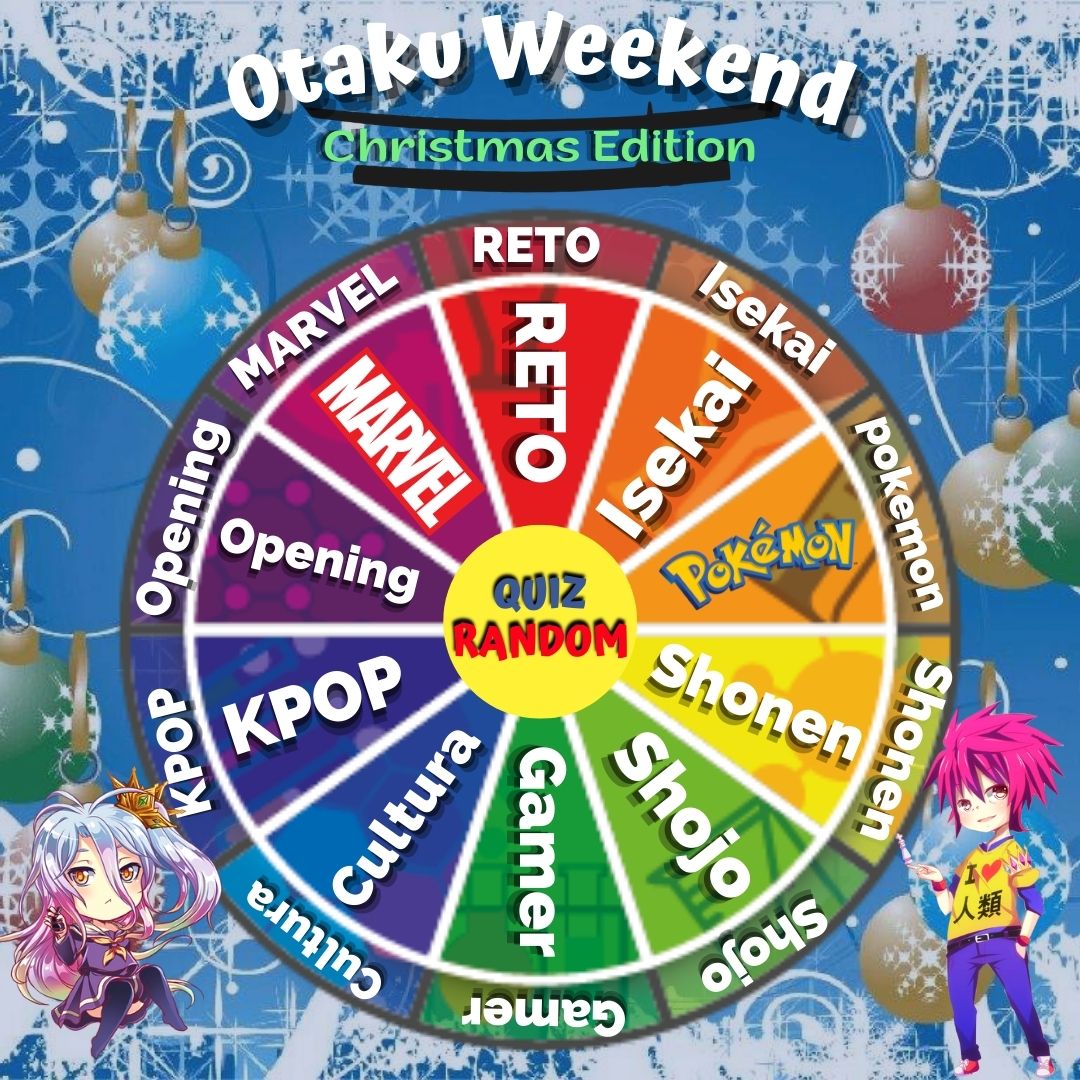 Otaku Weekend
Christmas Edition
RETO
Isekai
pokemon
Shonen
Shojo
Gamer
Cultura
KPOP
Opening
MARVEL
RETO
Isekai
POKéMON
Shonen
Shojo
Gamer
Cultura
KPOP
Opening
MARVEL
QUIZ
RANDOM
I ❤
人類